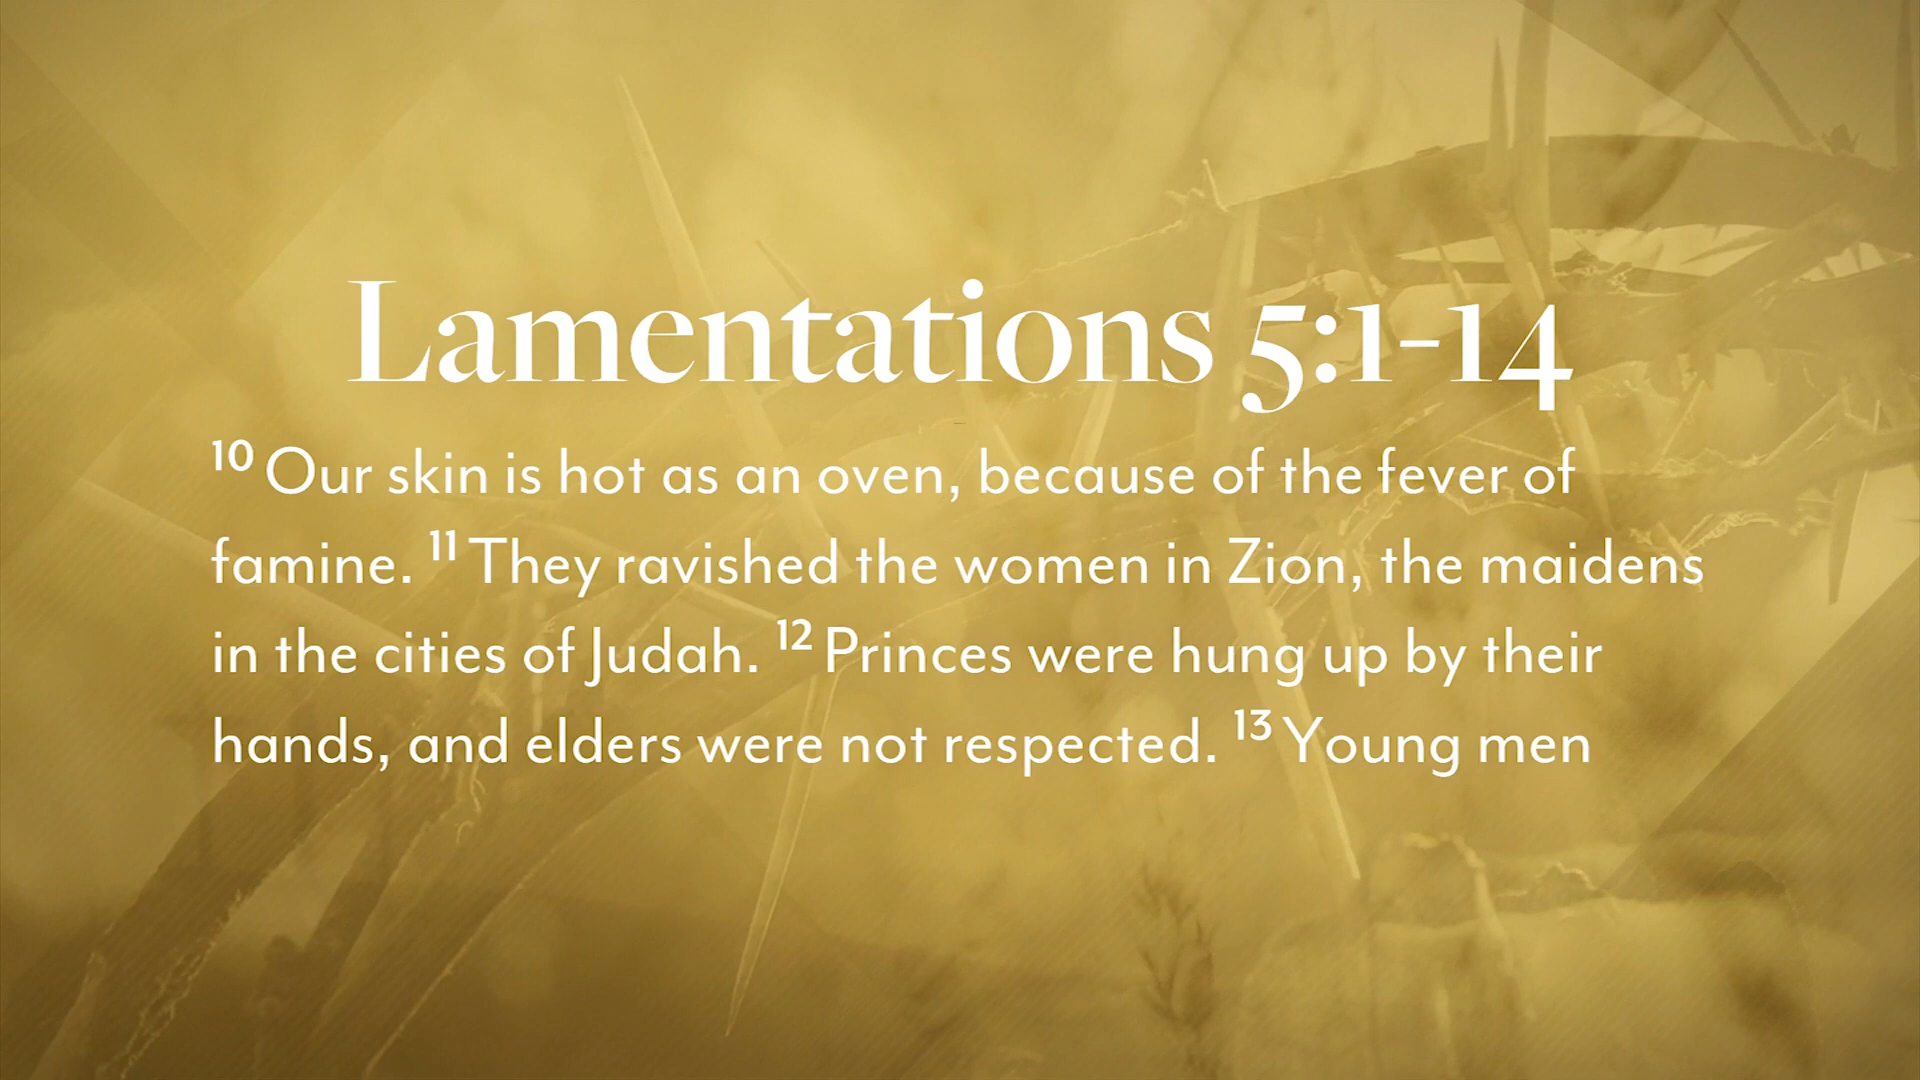 Lamentations 5:1-14
10 Our skin is hot as an oven, because of the fever of
famine. 11 They ravished the women in Zion, the maidens
in the cities of Judah. 12 Princes were hung up by their
hands, and elders were not respected. 13 Young men